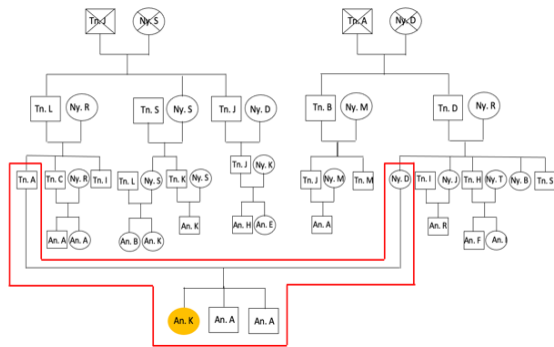 Tn. J Ny. S Tn. A Ny. D
Tn. L Ny. R Tn. S Ny. S Tn. J Ny. D Tn. B Ny. M Tn. D Ny. R
Tn. J Ny. K
Tn. A Tn. C Ny. R Tn. I Tn. L Ny. S Tn. K Ny. S Tn. J Ny. M Tn. M Ny. D Tn. I Ny. J Tn. H Ny. T Ny. B Tn. S
An. K An. H An. E An. A An. R
An. A An. A An. B An. K An. F An. I
An. K An. A An. A